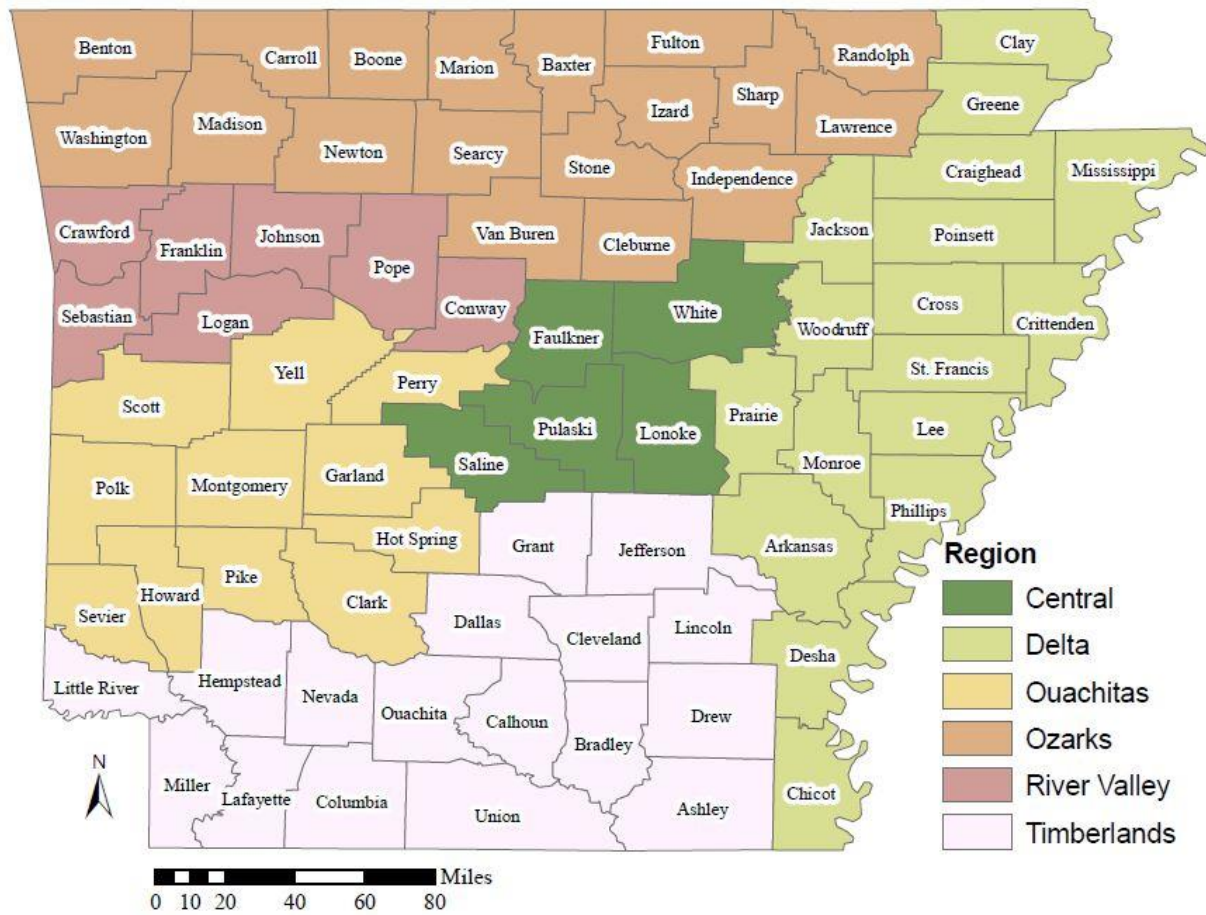 Benton
Carroll
Boone
Marion
Baxter
Fulton
Randolph
Clay
Washington
Madison
Newton
Searcy
Stone
Izard
Sharp
Lawrence
Greene
Independence
Craighead
Mississippi
Crawford
Franklin
Johnson
Pope
Van Buren
Cleburne
Jackson
Poinsett
Sebastian
Logan
Conway
Faulkner
White
Woodruff
Cross
Crittenden
Scott
Yell
Perry
St. Francis
Polk
Montgomery
Garland
Saline
Pulaski
Lonoke
Prairie
Monroe
Lee
Phillips
Hot Spring
Grant
Jefferson
Arkansas
Sevier
Howard
Pike
Clark
Dallas
Cleveland
Lincoln
Desha
Little River
Hempstead
Nevada
Ouachita
Calhoun
Bradley
Drew
Miller
Lafayette
Columbia
Union
Ashley
Chicot
Region
Central
Delta
Ouachitas
Ozarks
River Valley
Timberlands
N
Miles
0 10 20 40 60 80